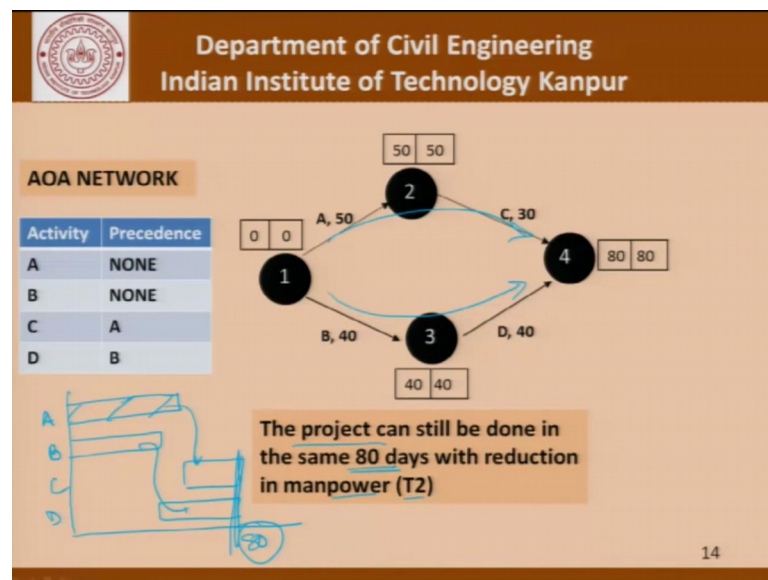 Department of Civil Engineering
Indian Institute of Technology Kanpur
AOA NETWORK
Activity Precedence
A NONE
B NONE
C A
D B
50 50
2
A, 50
C, 30
0 0
1
4
80 80
B, 40
3
D, 40
40 40
The project can still be done in
the same 80 days with reduction
in manpower (T2)
A
B
C
D
80
14